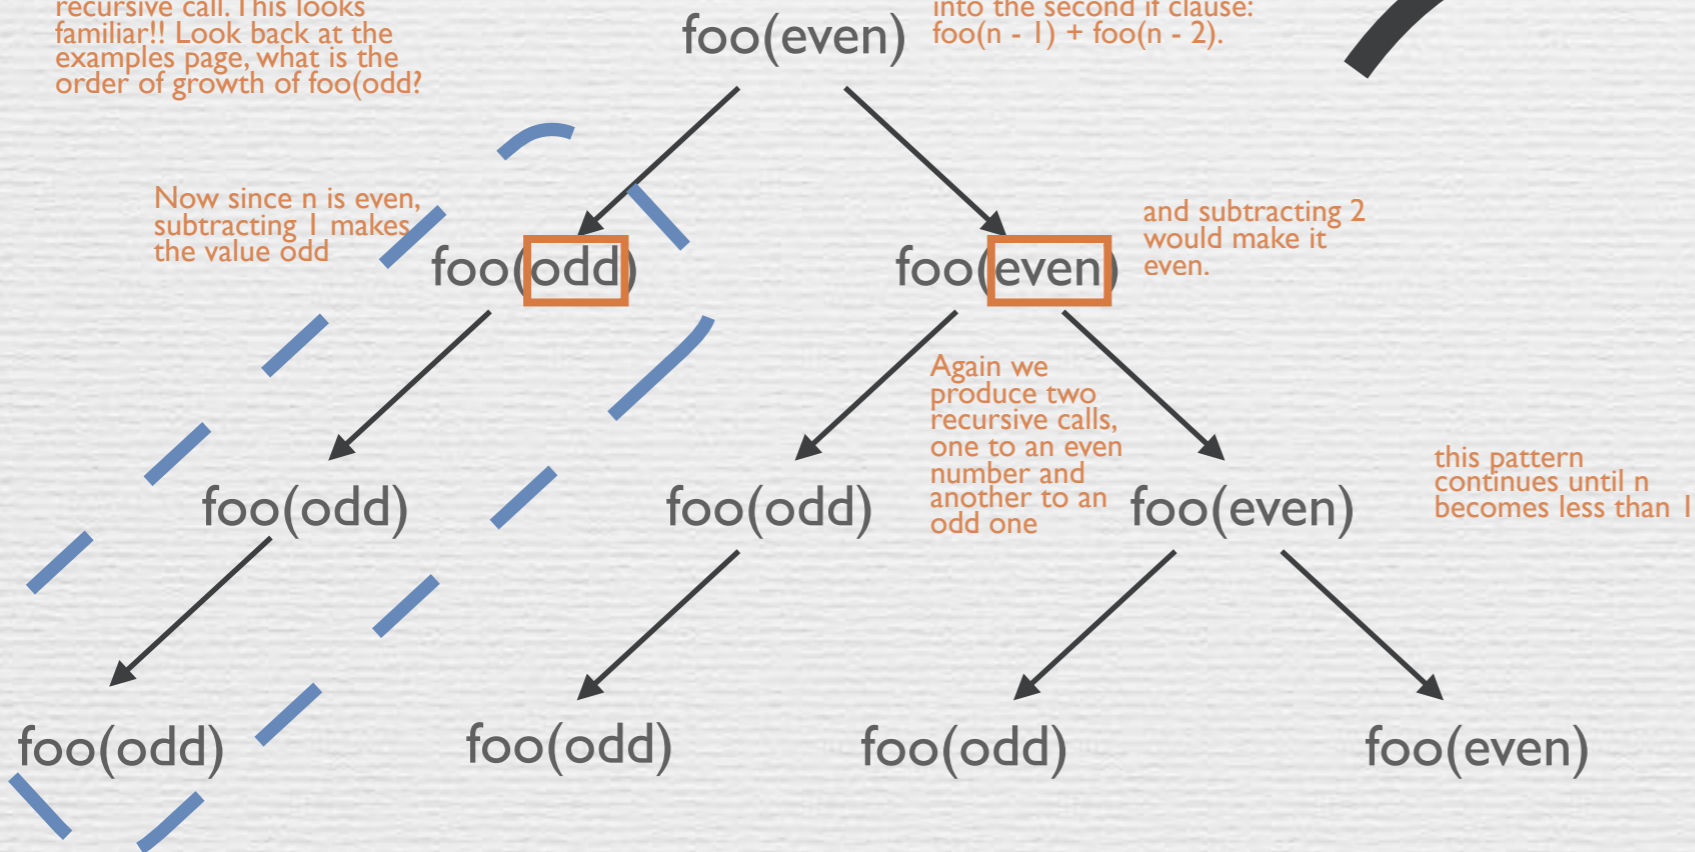 recursive call. This looks
familiar!! Look back at the
examples page, what is the
order of growth of foo(odd?
into the second if clause:
foo(n - 1) + foo(n - 2).
foo(even)
Now since n is even,
subtracting 1 makes
the value odd
foo(odd)
foo(even)
and subtracting 2
would make it
even.
Again we
produce two
recursive calls,
one to an even
number and
another to an
odd one
this pattern
continues until n
becomes less than 1
foo(odd)
foo(odd)
foo(even)
foo(odd)
foo(odd)
foo(odd)
foo(even)